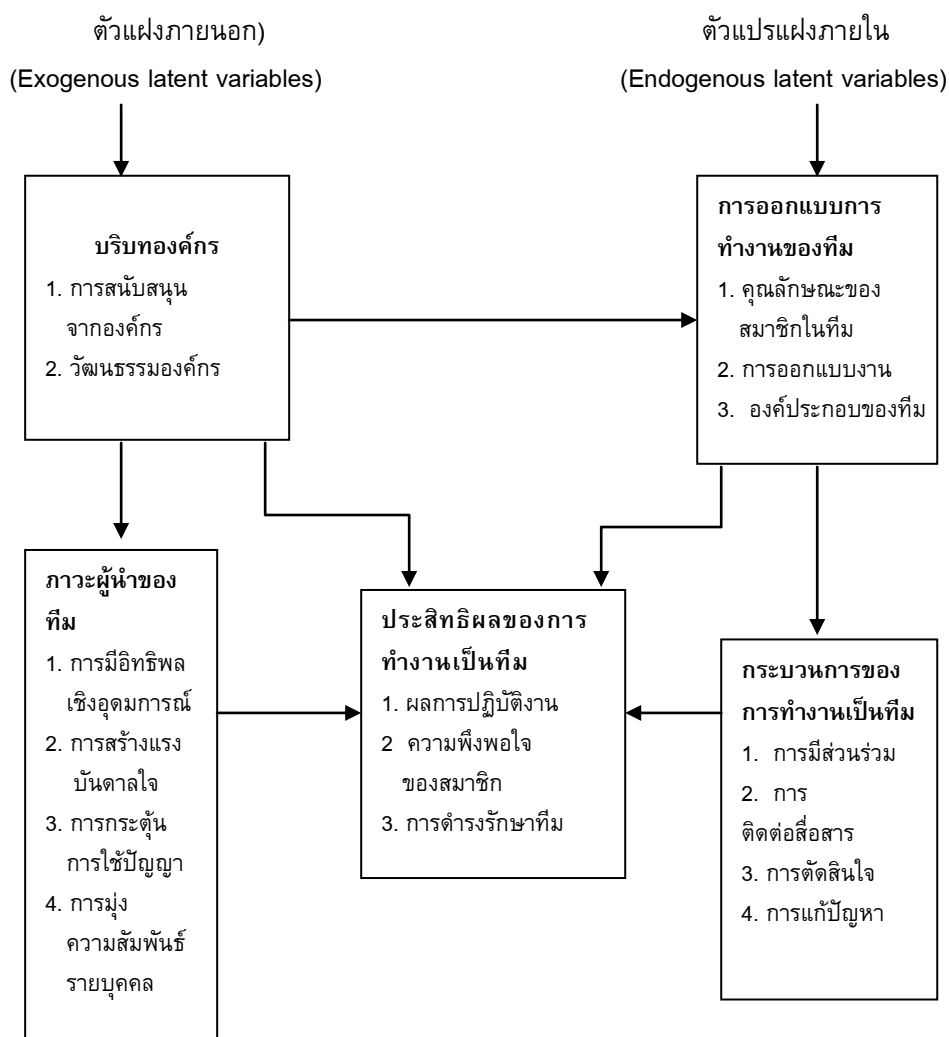 ตัวแฝงภายนอก)
(Exogenous latent variables)
ตัวแปรแฝงภายใน
(Endogenous latent variables)
บริบทองค์กร
1. การสนับสนุน
จากองค์กร
2. วัฒนธรรมองค์กร
การออกแบบการ
ทำงานของทีม
1. คุณลักษณะของ
สมาชิกในทีม
2. การออกแบบงาน
3. องค์ประกอบของทีม
ภาวะผู้นำของ
ทีม
1. การมีอิทธิพล
เชิงอุดมการณ์
2. การสร้างแรง
บันดาลใจ
3. การกระตุ้น
การใช้ปัญญา
4. การมุ่ง
ความสัมพันธ์
รายบุคคล
ประสิทธิผลของการ
ทำงานเป็นทีม
1. ผลการปฏิบัติงาน
2 ความพึงพอใจ
ของสมาชิก
3. การดำรงรักษาทีม
กระบวนการของ
การทำงานเป็นทีม
1. การมีส่วนร่วม
2. การ
ติดต่อสื่อสาร
3. การตัดสินใจ
4. การแก้ปัญหา